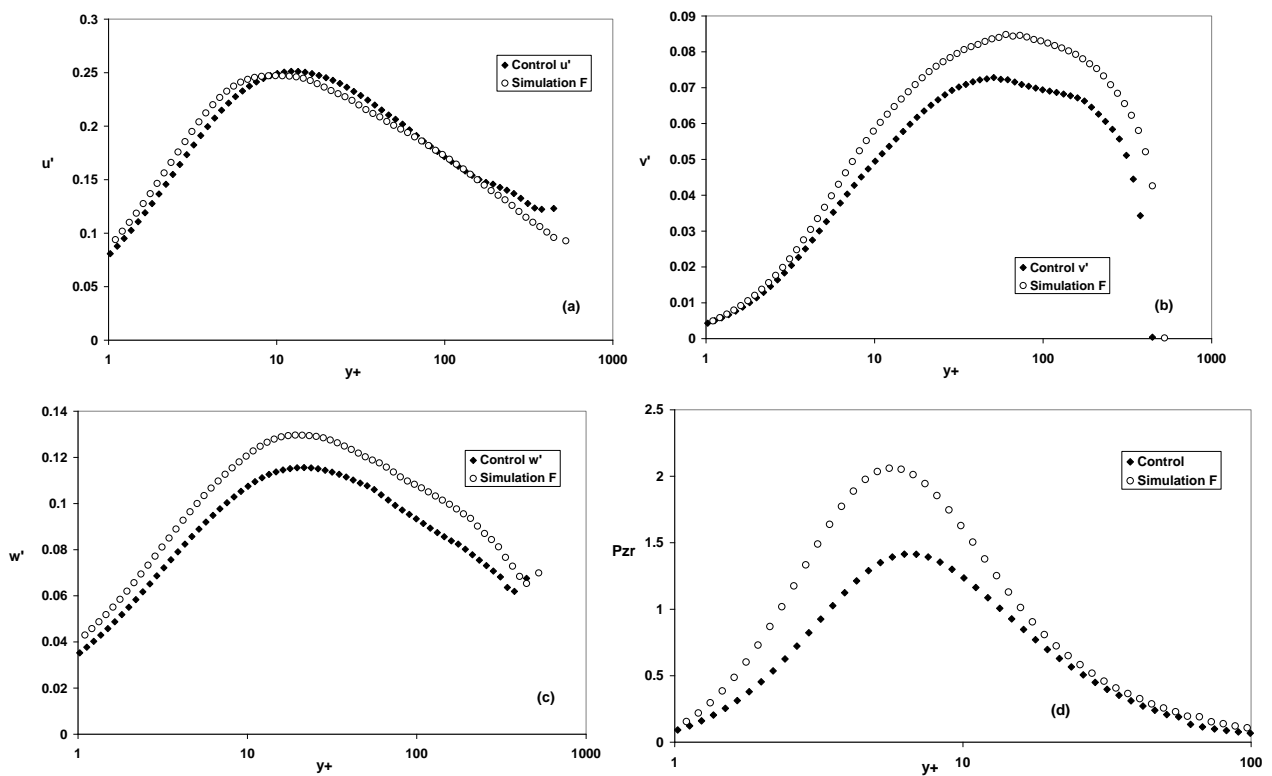 0.3
0.25
0.2
0.15
0.1
0.05
0
u'
Control u'
Simulation F
(a)
1
10
100
1000
y+
0.09
0.08
0.07
0.06
0.05
0.04
0.03
0.02
0.01
0
v'
Control v'
Simulation F
(b)
1
10
100
1000
y+
0.14
0.12
0.1
0.08
0.06
0.04
0.02
0
w'
Control w'
Simulation F
(c)
1
10
100
1000
y+
2.5
2
1.5
1
0.5
0
Pzr
Control
Simulation F
(d)
1
10
100
y+